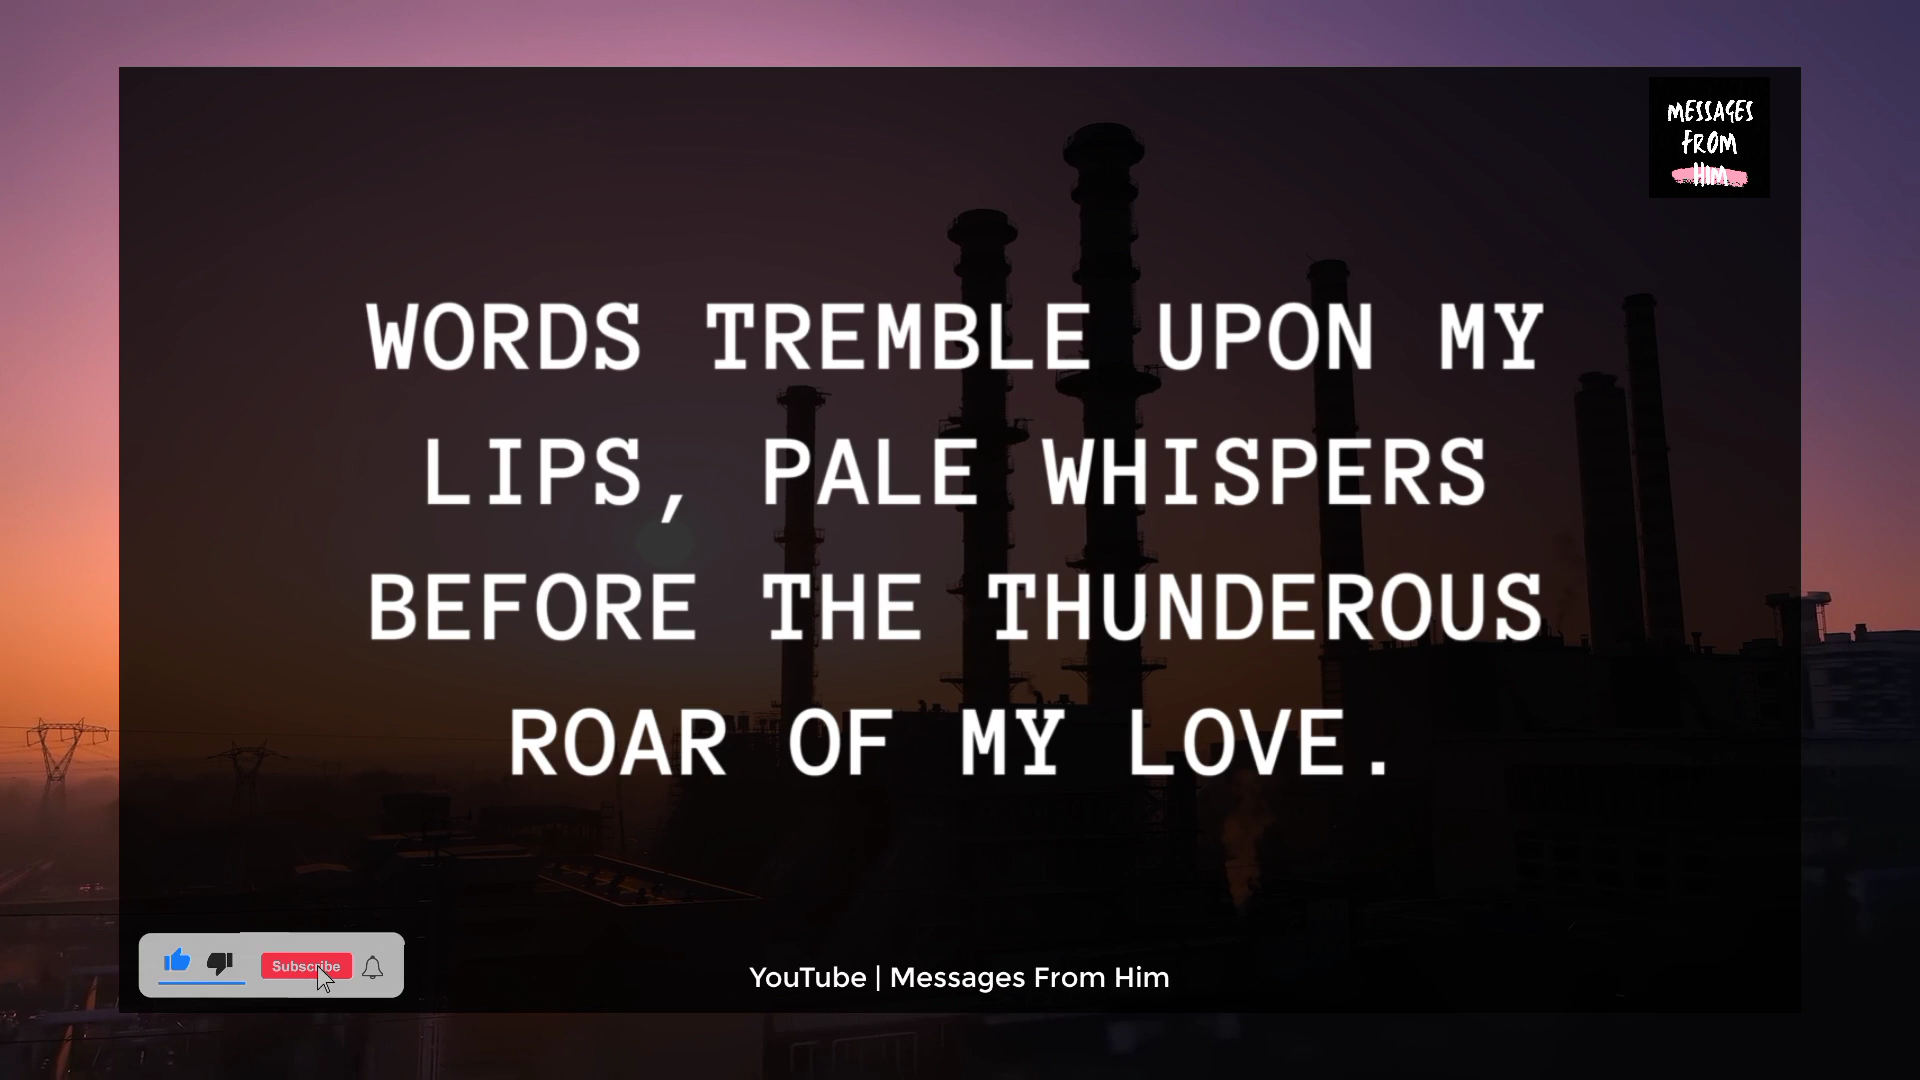 MESSAGES
FROM
HIM
WORDS TREMBLE UPON MY
LIPS, PALE WHISPERS
BEFORE THE THUNDEROUS
ROAR OF MY LOVE.
Subscribe
YouTube | Messages From Him